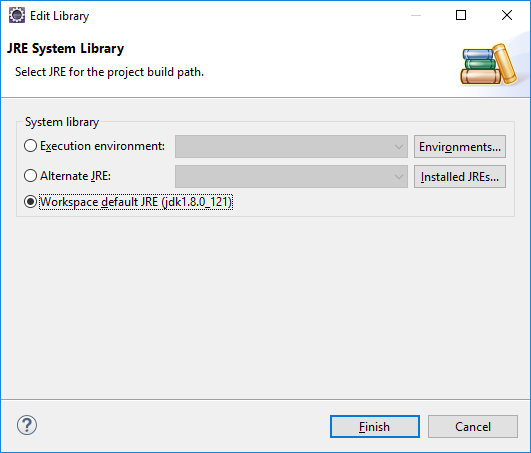 Edit Library
JRE System Library
Select JRE for the project build path.
System library
Execution environment: Environments...
Alternate JRE: Installed JREs...
Workspace default JRE (jdk1.8.0_121)
? Finish Cancel